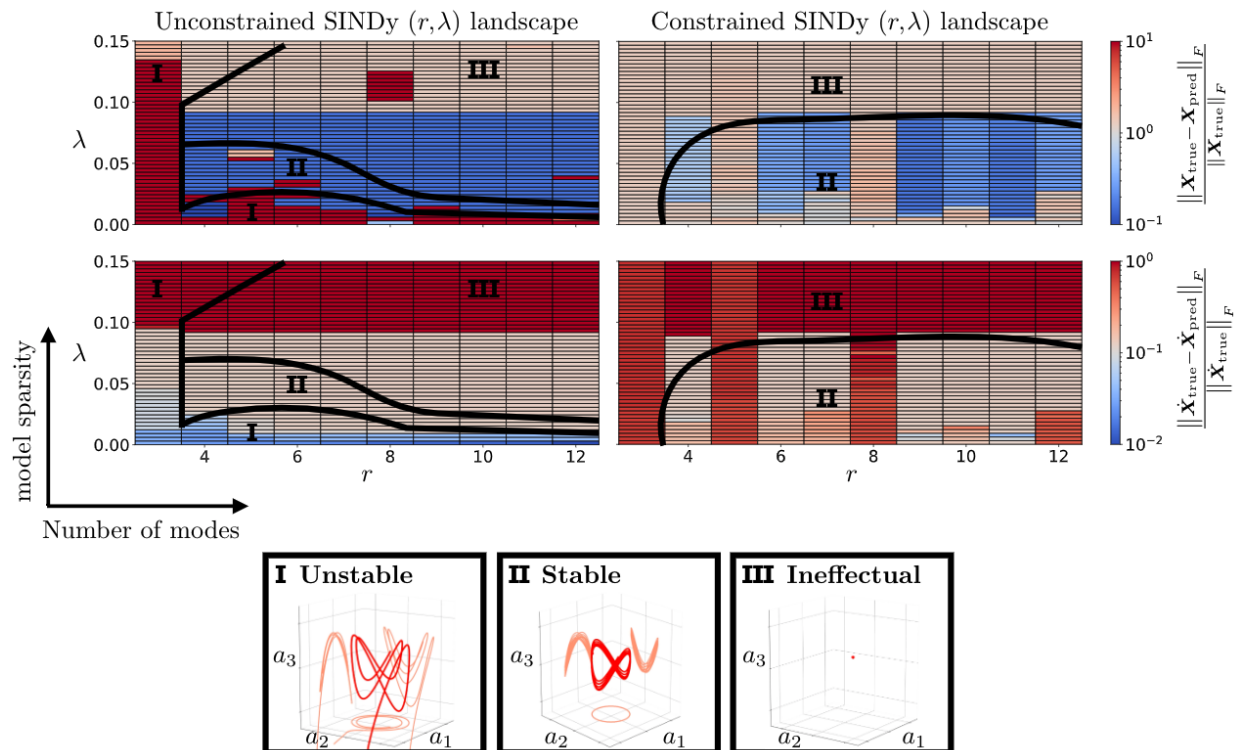 Unconstrained SINDy (r,λ) landscape
Constrained SINDy (r,λ) landscape
0.15
0.10
λ
0.05
0.00
I
III
II
I
III
II
10^1
10^0
10^-1
||X_true − X_pred||_F
||X_true||_F
0.15
0.10
λ
0.05
0.00
I
III
II
I
III
II
10^0
10^-1
10^-2
||Ẋ_true − Ẋ_pred||_F
||Ẋ_true||_F
4 6 8 10 12
r
4 6 8 10 12
r
model sparsity
Number of modes
I Unstable
a_3
a_2
a_1
II Stable
a_3
a_2
a_1
III Ineffectual
a_3
a_2
a_1